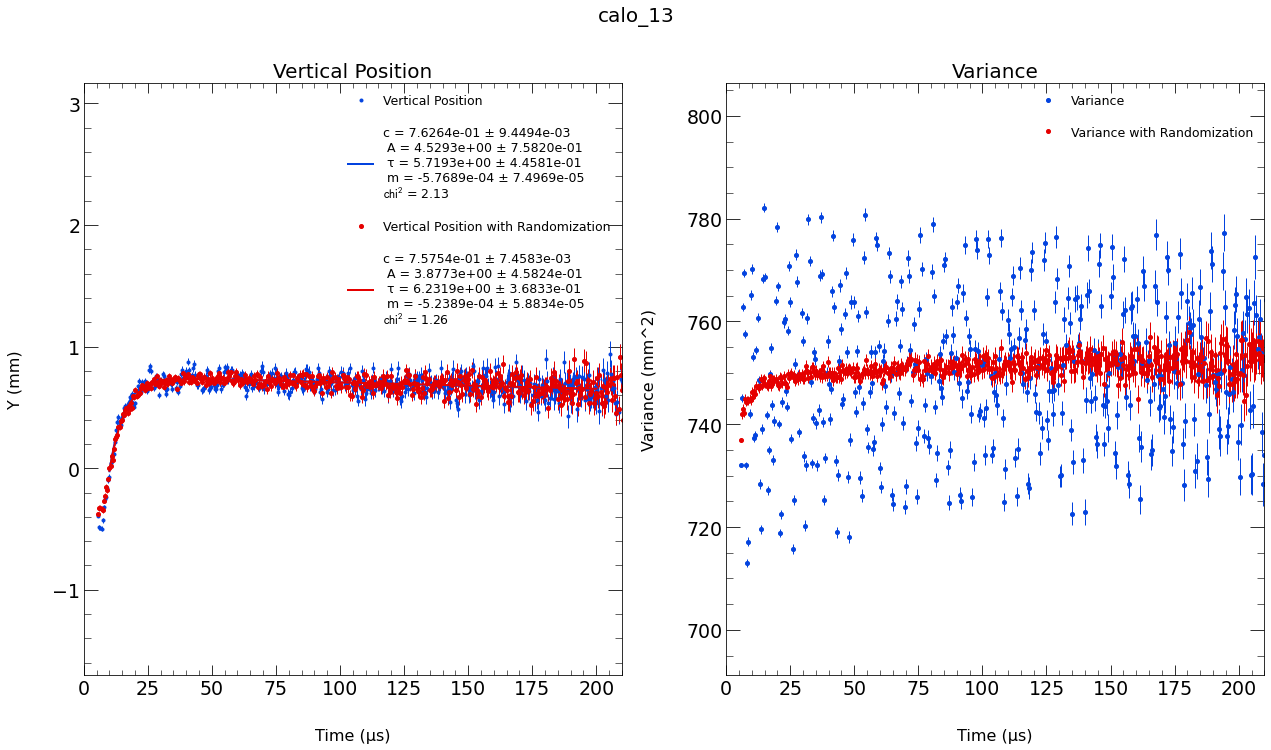 calo_13
Vertical Position
Vertical Position
c = 7.6264e-01 ± 9.4494e-03
A = 4.5293e+00 ± 7.5820e-01
τ = 5.7193e+00 ± 4.4581e-01
m = -5.7689e-04 ± 7.4969e-05
chi² = 2.13
Vertical Position with Randomization
c = 7.5754e-01 ± 7.4583e-03
A = 3.8773e+00 ± 4.5824e-01
τ = 6.2319e+00 ± 3.6833e-01
m = -5.2389e-04 ± 5.8834e-05
chi² = 1.26
Y (mm)
3
2
1
0
−1
0 25 50 75 100 125 150 175 200
Time (μs)
Variance
Variance
Variance with Randomization
Variance (mm^2)
800
780
760
740
720
700
0 25 50 75 100 125 150 175 200
Time (μs)